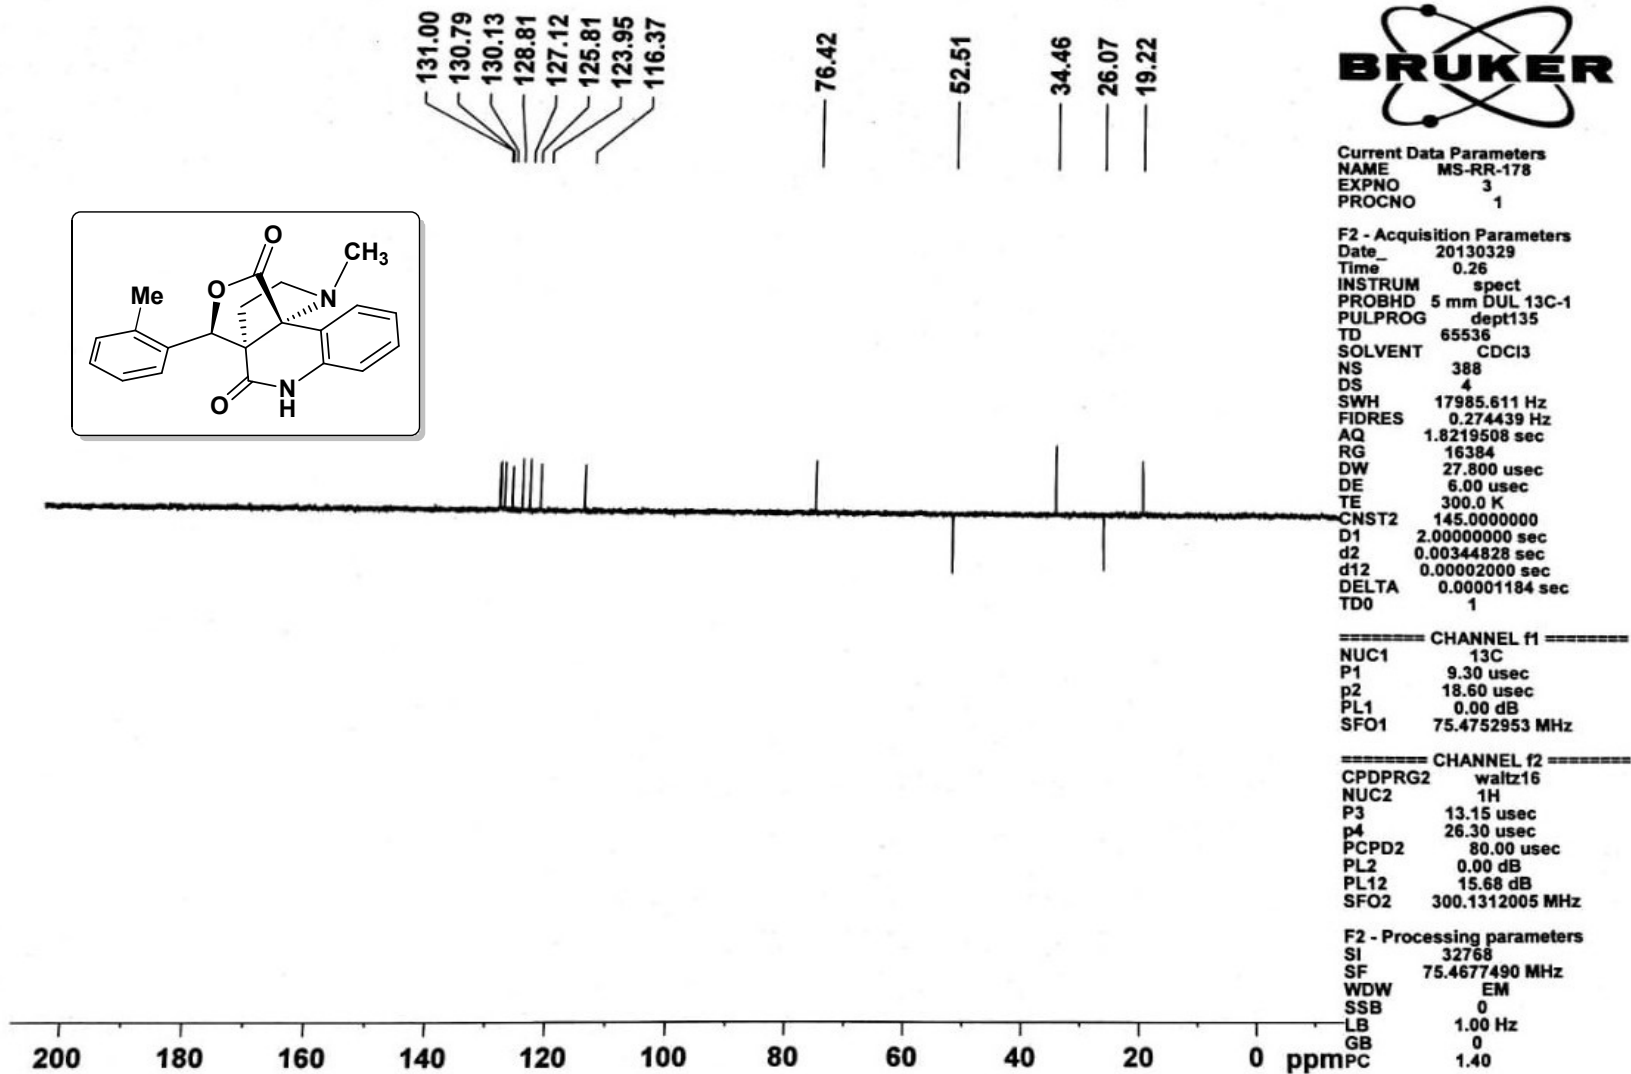 131.00
130.79
130.13
128.81
127.12
125.81
123.95
116.37
76.42
52.51
34.46
26.07
19.22
BRUKER
O
CH3
Me
O
N
O
N
H
Current Data Parameters
NAME MS-RR-178
EXPNO 3
PROCNO 1
F2 - Acquisition Parameters
Date_ 20130329
Time 0.26
INSTRUM spect
PROBHD 5 mm DUL 13C-1
PULPROG dept135
TD 65536
SOLVENT CDCl3
NS 388
DS 4
SWH 17985.611 Hz
FIDRES 0.274439 Hz
AQ 1.8219508 sec
RG 16384
DW 27.800 usec
DE 6.00 usec
TE 300.0 K
CNST2 145.0000000
D1 2.00000000 sec
d2 0.00344828 sec
d12 0.00002000 sec
DELTA 0.00001184 sec
TD0 1
======== CHANNEL f1 ========
NUC1 13C
P1 9.30 usec
p2 18.60 usec
PL1 0.00 dB
SFO1 75.4752953 MHz
======== CHANNEL f2 ========
CPDPRG2 waltz16
NUC2 1H
P3 13.15 usec
p4 26.30 usec
PCPD2 80.00 usec
PL2 0.00 dB
PL12 15.68 dB
SFO2 300.1312005 MHz
F2 - Processing parameters
SI 32768
SF 75.4677490 MHz
WDW EM
SSB 0
LB 1.00 Hz
GB 0
PC 1.40
200 180 160 140 120 100 80 60 40 20 0 ppm